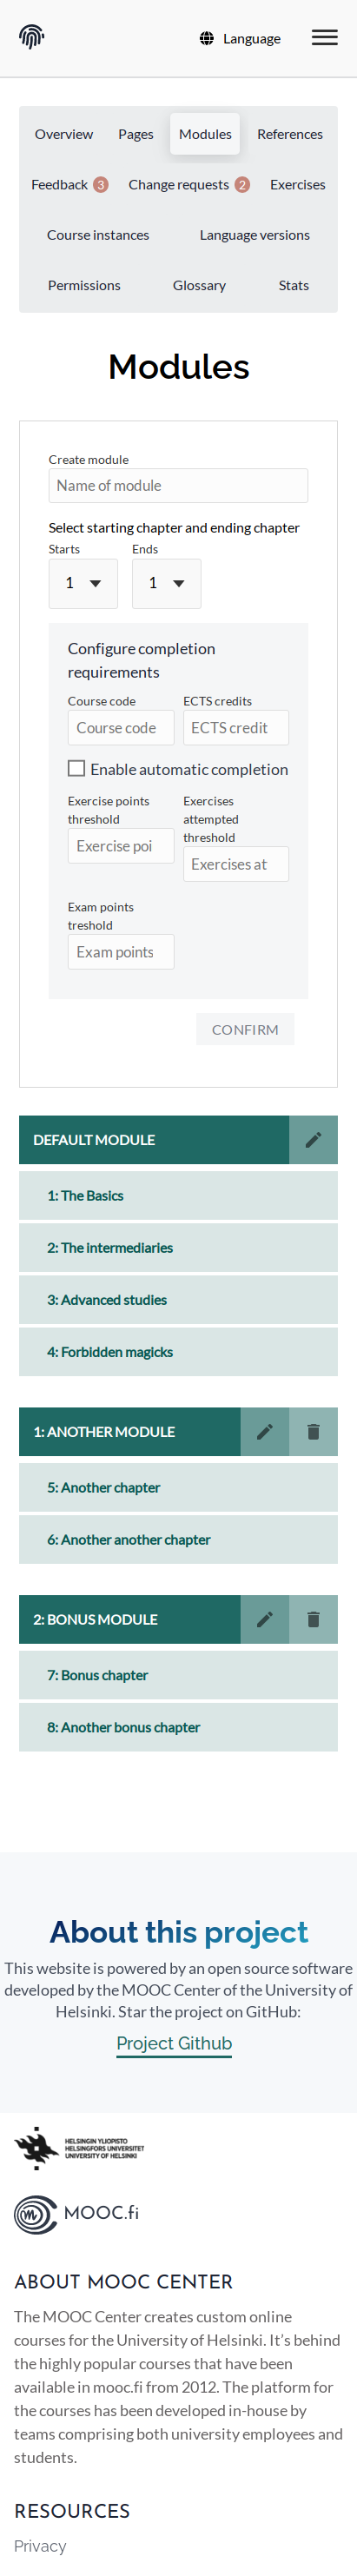 Language
Overview Pages Modules References
Feedback 3 Change requests 2 Exercises
Course instances Language versions
Permissions Glossary Stats
Modules
Create module
Name of module
Select starting chapter and ending chapter
Starts Ends
1 1
Configure completion
requirements
Course code ECTS credits
Course code ECTS credit
Enable automatic completion
Exercise points
threshold
Exercise poi
Exercises
attempted
threshold
Exercises at
Exam points
treshold
Exam points
CONFIRM
DEFAULT MODULE
1: The Basics
2: The intermediaries
3: Advanced studies
4: Forbidden magicks
1: ANOTHER MODULE
5: Another chapter
6: Another another chapter
2: BONUS MODULE
7: Bonus chapter
8: Another bonus chapter
About this project
This website is powered by an open source software
developed by the MOOC Center of the University of
Helsinki. Star the project on GitHub:
Project Github
HELSINGIN YLIOPISTO
HELSINGFORS UNIVERSITET
UNIVERSITY OF HELSINKI
MOOC.fi
ABOUT MOOC CENTER
The MOOC Center creates custom online
courses for the University of Helsinki. It’s behind
the highly popular courses that have been
available in mooc.fi from 2012. The platform for
the courses has been developed in-house by
teams comprising both university employees and
students.
RESOURCES
Privacy